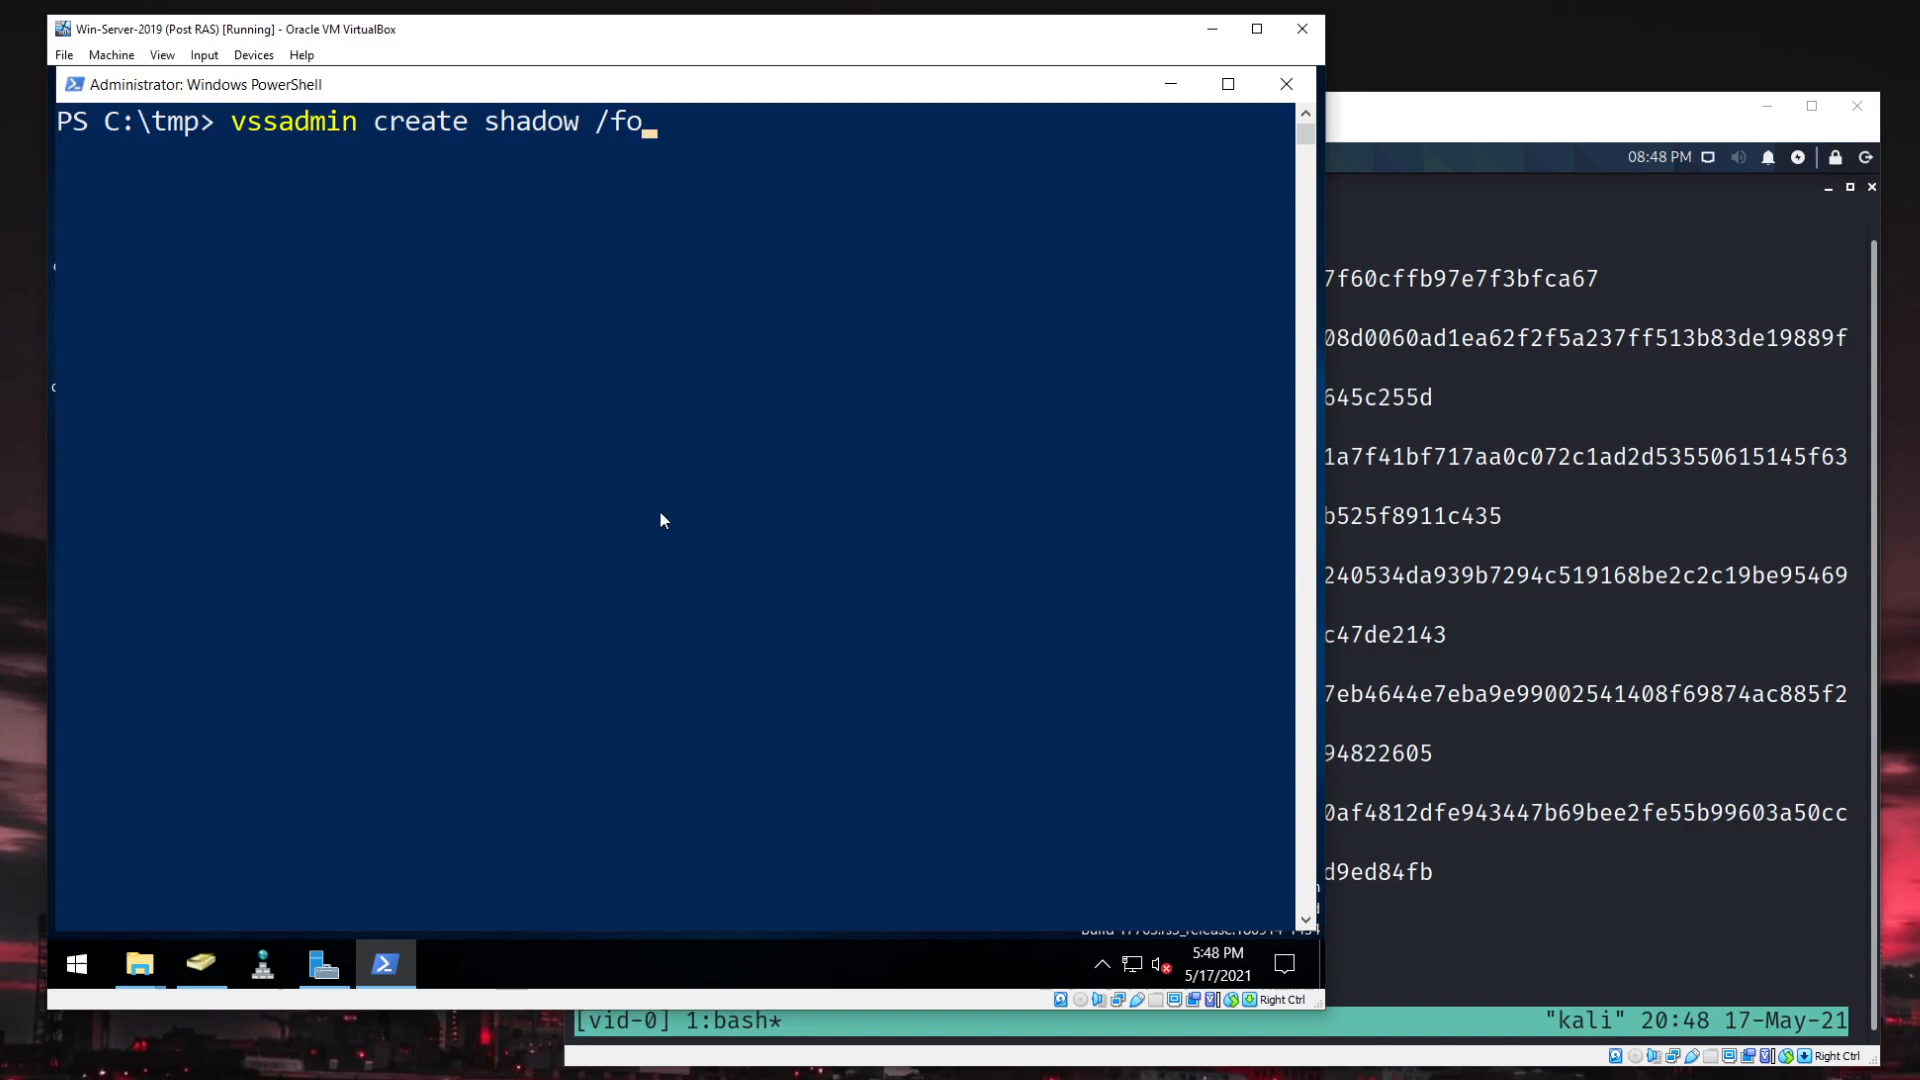 Win-Server-2019 (Post RAS) [Running] - Oracle VM VirtualBox
File Machine View Input Devices Help
Administrator: Windows PowerShell
PS C:\tmp> vssadmin create shadow /fo_
08:48 PM
7f60cffb97e7f3bfca67
08d0060ad1ea62f2f5a237ff513b83de19889f
645c255d
1a7f41bf717aa0c072c1ad2d53550615145f63
b525f8911c435
240534da939b7294c519168be2c2c19be95469
c47de2143
7eb4644e7eba9e99002541408f69874ac885f2
94822605
0af4812dfe943447b69bee2fe55b99603a50cc
d9ed84fb
5:48 PM
5/17/2021
Right Ctrl
[vid-0] 1:bash* "kali" 20:48 17-May-21
Right Ctrl